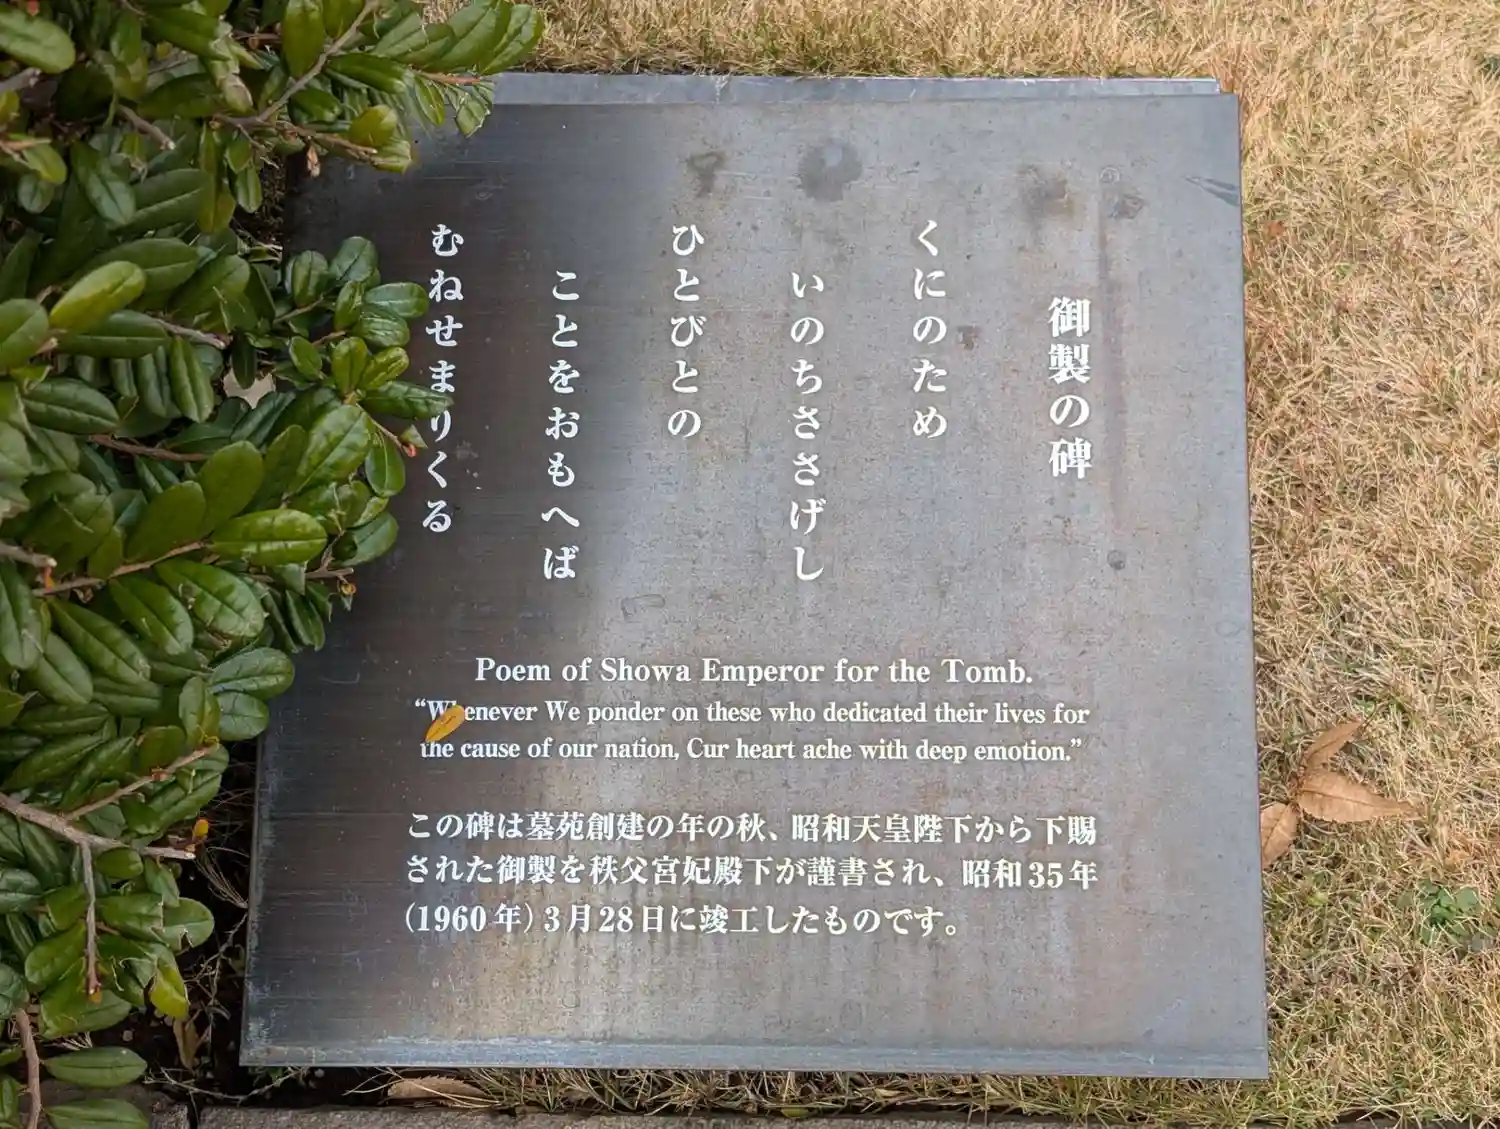 御製の碑
くにのため
いのちささげし
ひとびとの
ことをおもへば
むねせまりくる
Poem of Showa Emperor for the Tomb.
“Whenever We ponder on these who dedicated their lives for
the cause of our nation, Cur heart ache with deep emotion.”
この碑は墓苑創建の年の秋、昭和天皇陛下から下賜
された御製を秩父宮妃殿下が謹書され、昭和35年
(1960年)3月28日に竣工したものです。